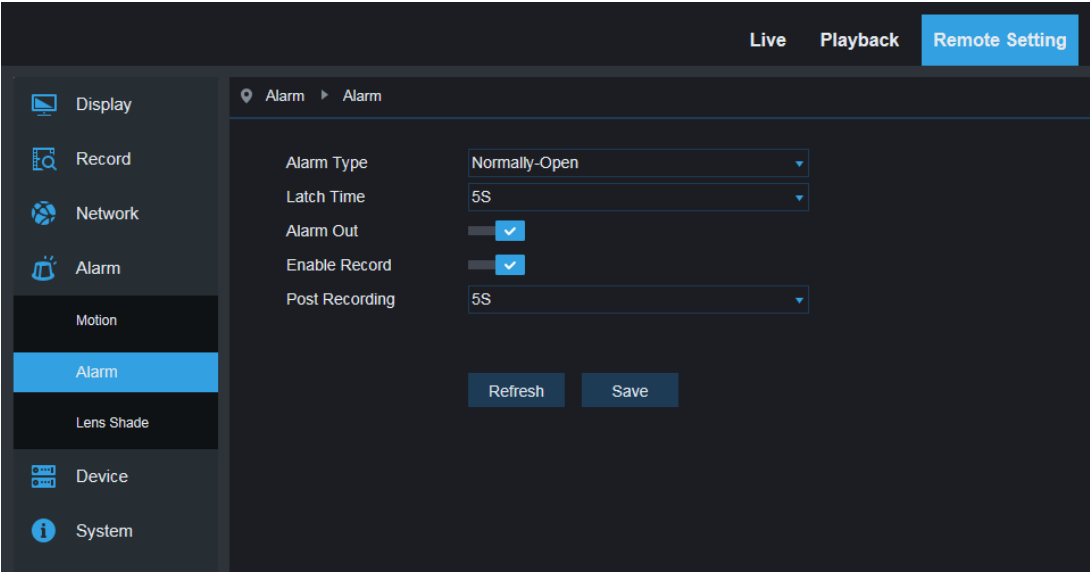 Live Playback Remote Setting
Display
Record
Network
Alarm
Motion
Alarm
Lens Shade
Device
System
Alarm Alarm
Alarm Type Normally-Open
Latch Time 5S
Alarm Out
Enable Record
Post Recording 5S
Refresh Save